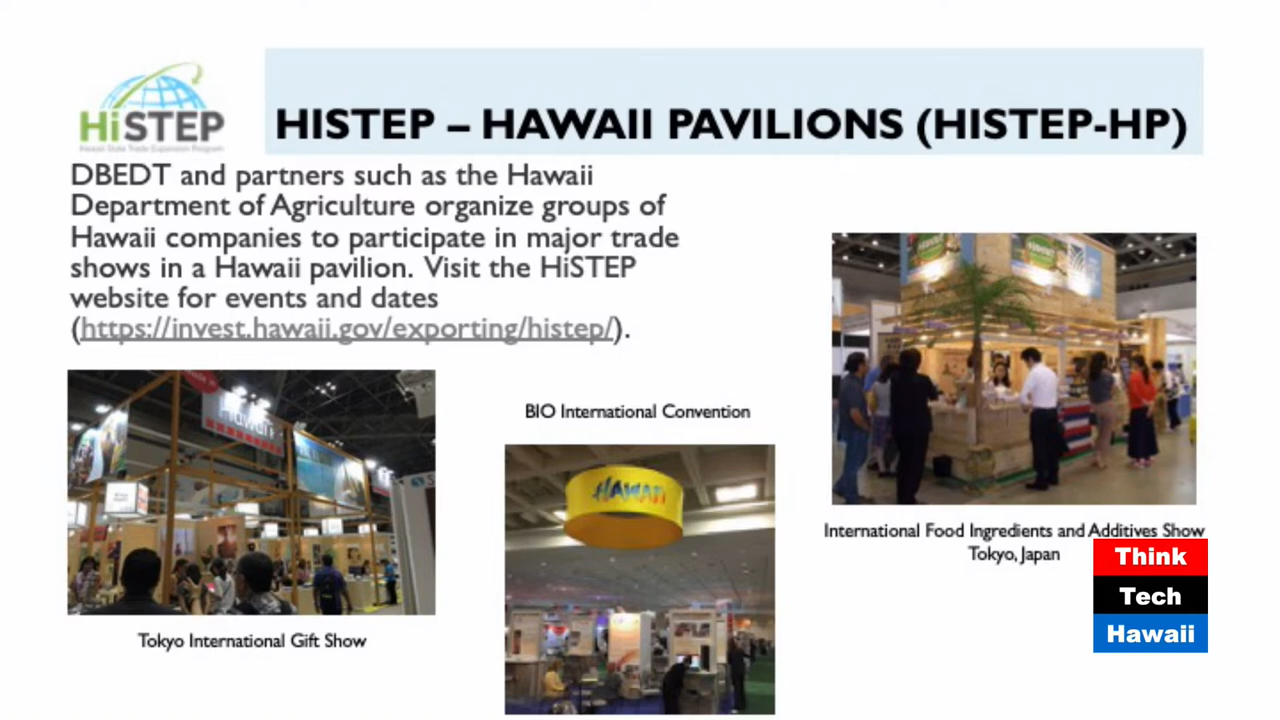 HiSTEP
Hawaii State Trade Expansion Program
HISTEP – HAWAII PAVILIONS (HISTEP-HP)
DBEDT and partners such as the Hawaii
Department of Agriculture organize groups of
Hawaii companies to participate in major trade
shows in a Hawaii pavilion. Visit the HiSTEP
website for events and dates
(https://invest.hawaii.gov/exporting/histep/).
BIO International Convention
HAWAII
International Food Ingredients and Additives Show
Tokyo, Japan
Think
Tech
Hawaii
Tokyo International Gift Show